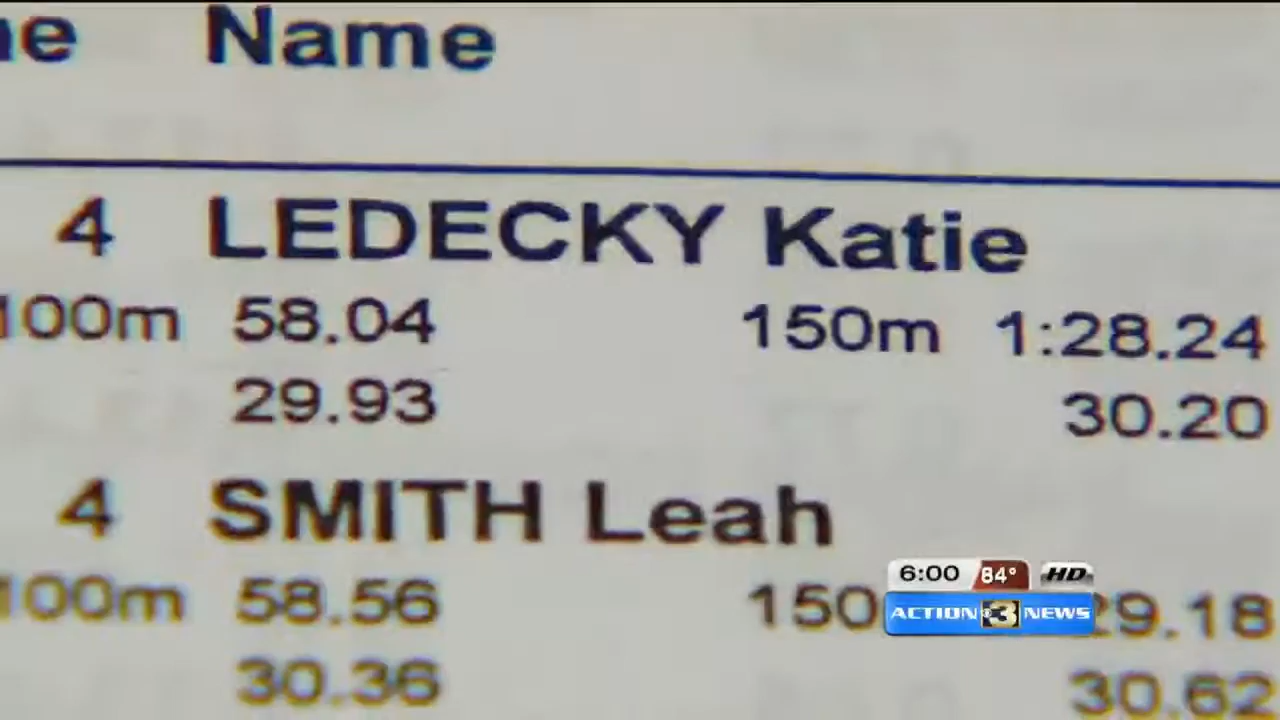 ne Name
4 LEDECKY Katie
100m 58.04 150m 1:28.24
29.93 30.20
4 SMITH Leah
100m 58.56 150 29.18
30.36 30.62
6:00 84° HD
ACTION 3 NEWS